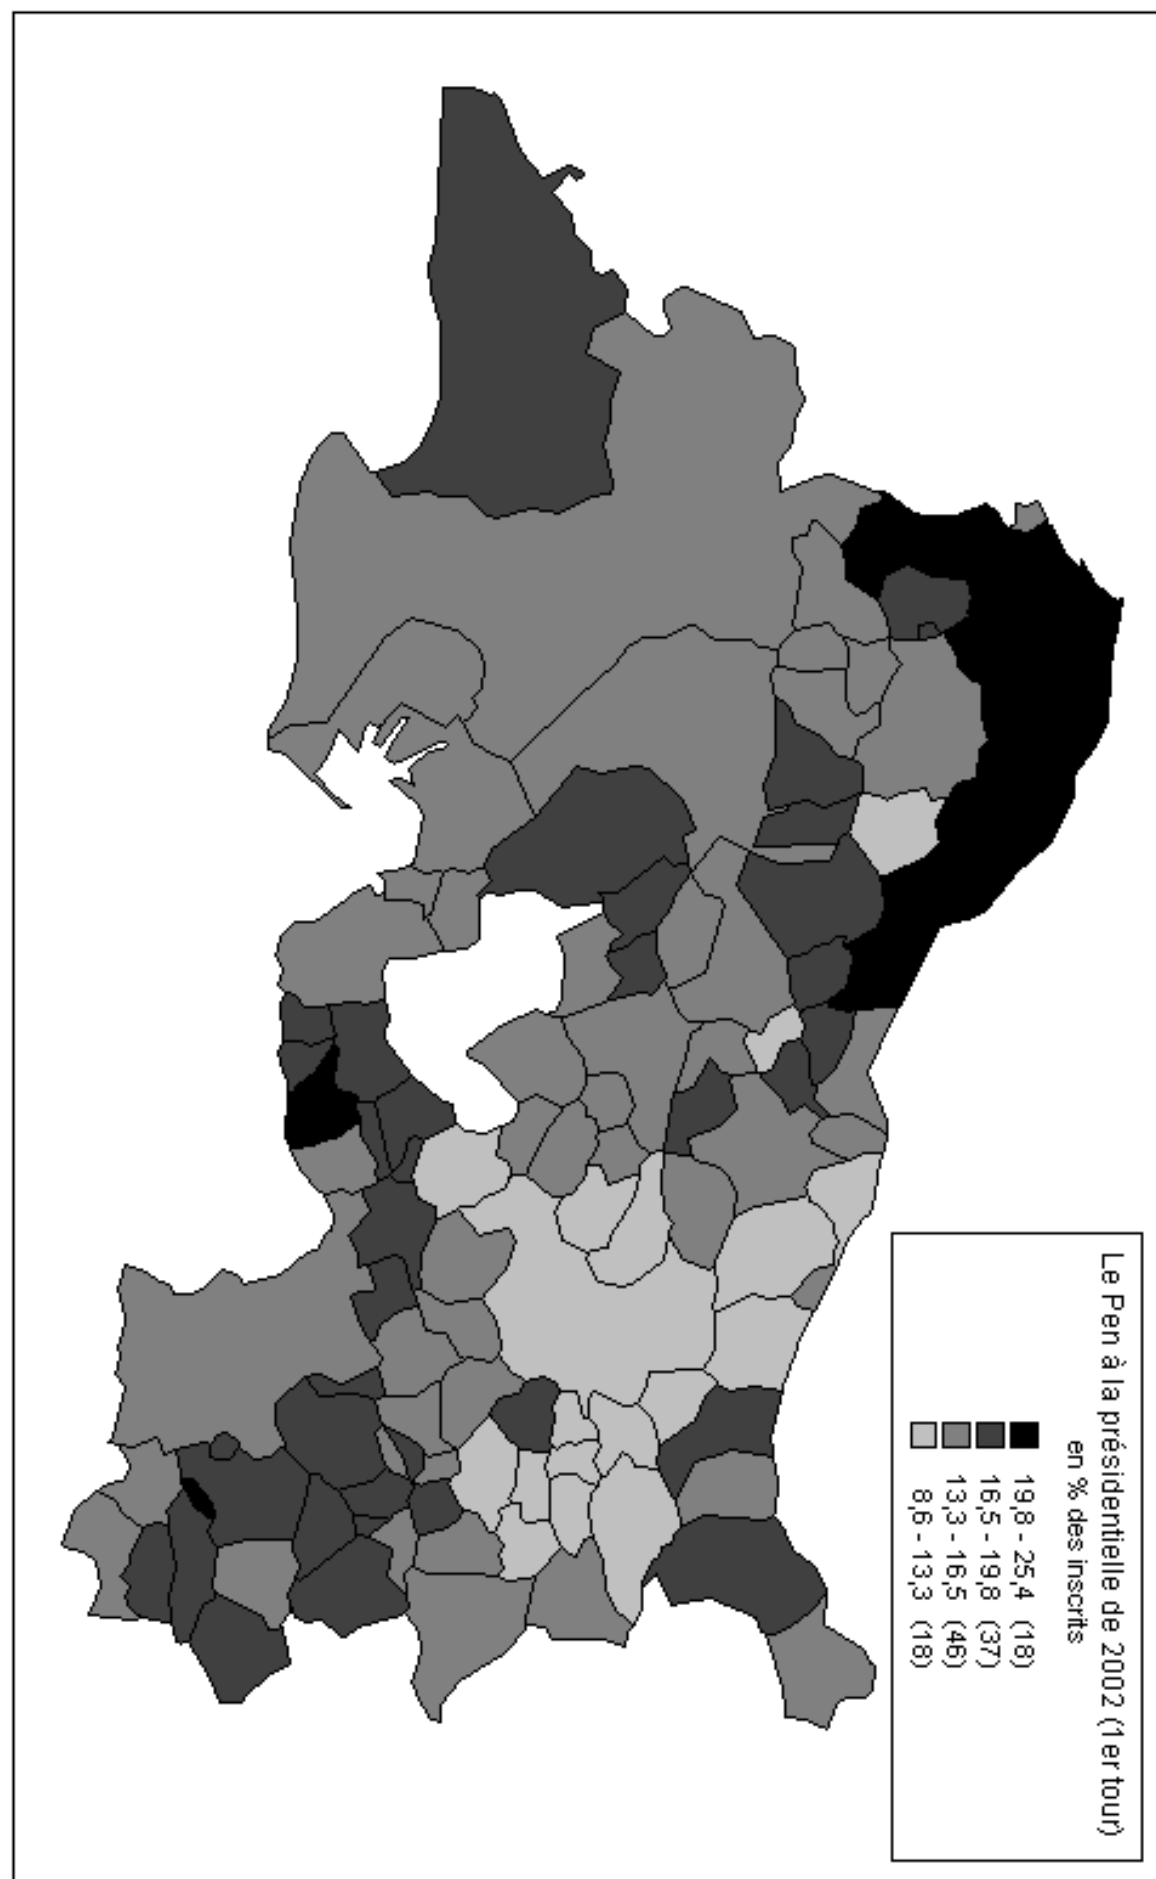 Le Pen à la présidentielle de 2002 (1er tour)
en % des inscrits
19,8 - 25,4 (18)
16,5 - 19,8 (37)
13,3 - 16,5 (46)
8,6 - 13,3 (18)